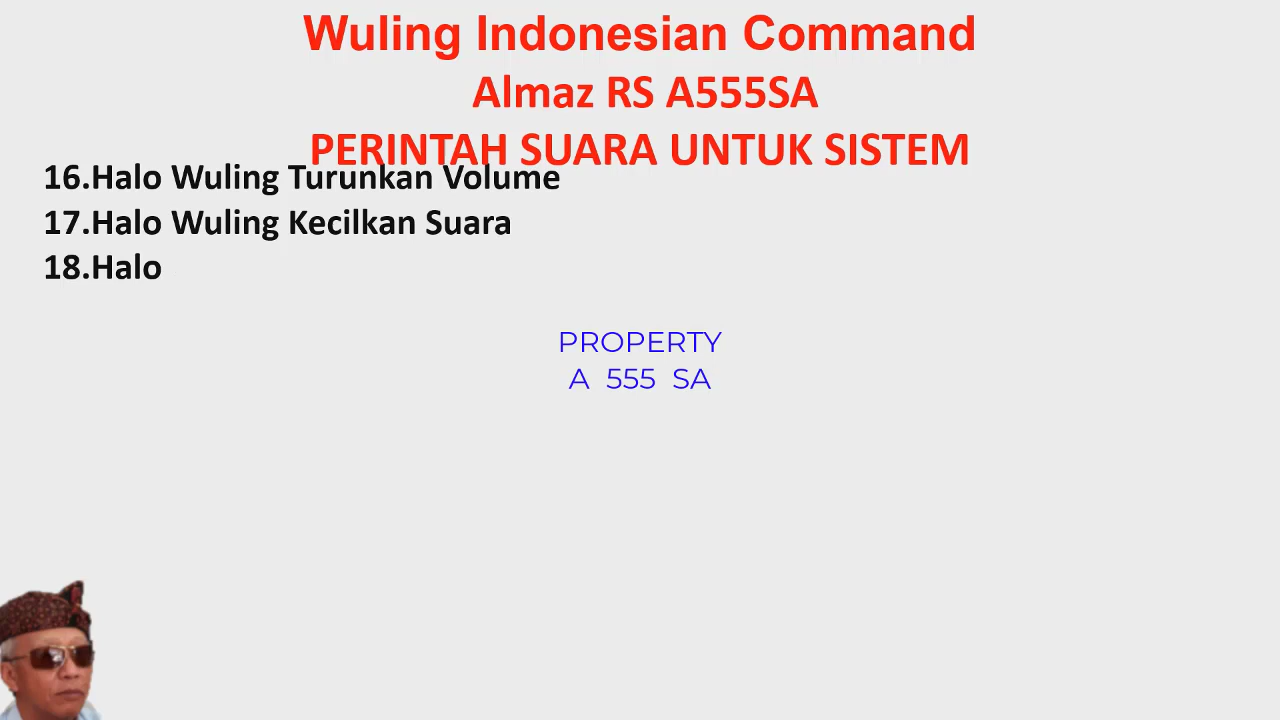 Wuling Indonesian Command
Almaz RS A555SA
PERINTAH SUARA UNTUK SISTEM
16.Halo Wuling Turunkan Volume
17.Halo Wuling Kecilkan Suara
18.Halo
PROPERTY
A 555 SA